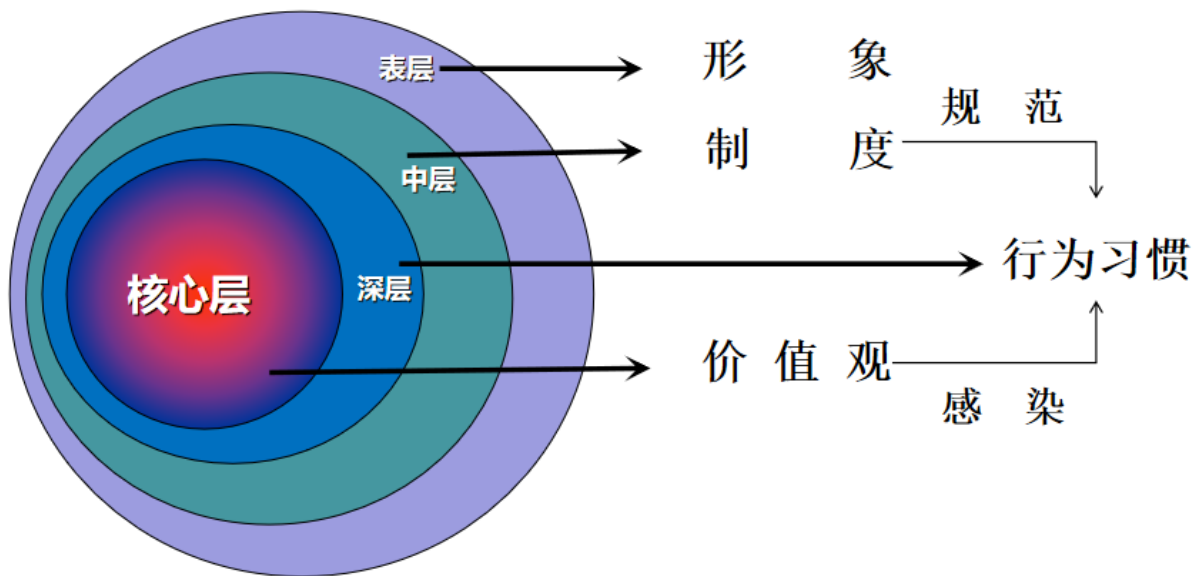 表层
形 象
规 范
制 度
中层
行为习惯
深层
核心层
价 值 观
感 染